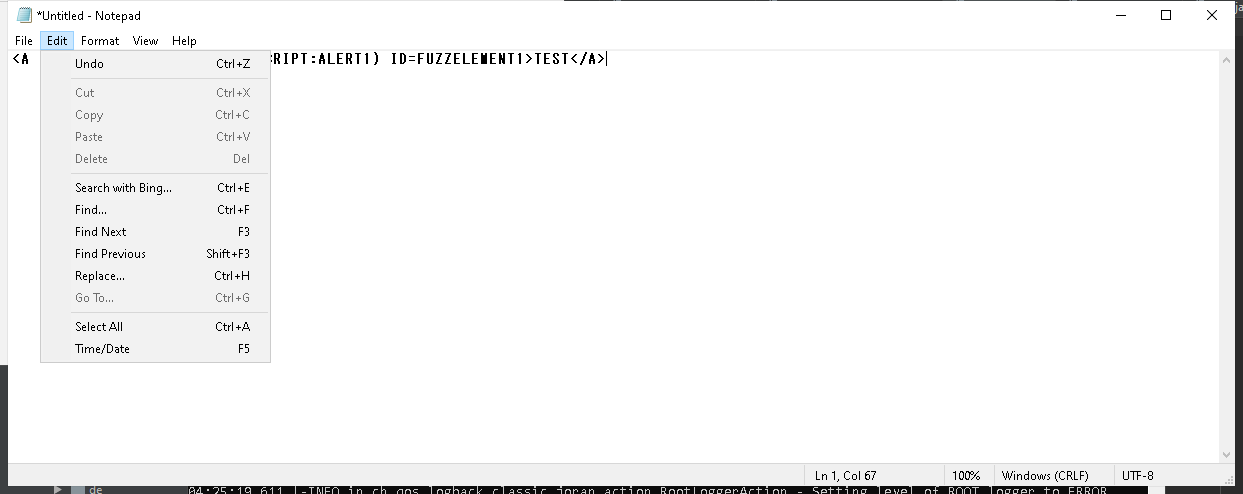 *Untitled - Notepad
File Edit Format View Help
<A RIPT:ALERT1) ID=FUZZELEMENT1>TEST</A>
Undo Ctrl+Z
Cut Ctrl+X
Copy Ctrl+C
Paste Ctrl+V
Delete Del
Search with Bing... Ctrl+E
Find... Ctrl+F
Find Next F3
Find Previous Shift+F3
Replace... Ctrl+H
Go To... Ctrl+G
Select All Ctrl+A
Time/Date F5
Ln 1, Col 67 100% Windows (CRLF) UTF-8
de 04:25:19,611 |-INFO in ch.qos.logback.classic.joran.action.RootLoggerAction - Setting level of ROOT logger to ERROR